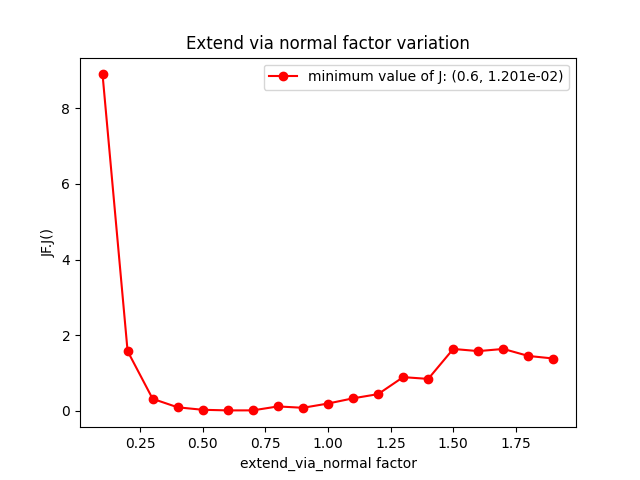 Extend via normal factor variation
minimum value of J: (0.6, 1.201e-02)
JF.J()
8
6
4
2
0
0.25 0.50 0.75 1.00 1.25 1.50 1.75
extend_via_normal factor